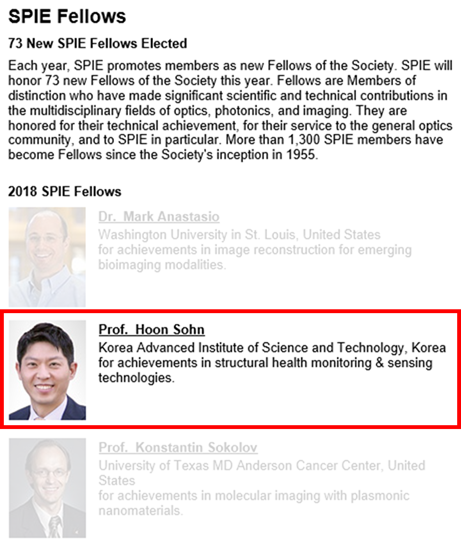 SPIE Fellows
73 New SPIE Fellows Elected
Each year, SPIE promotes members as new Fellows of the Society. SPIE will
honor 73 new Fellows of the Society this year. Fellows are Members of
distinction who have made significant scientific and technical contributions in
the multidisciplinary fields of optics, photonics, and imaging. They are
honored for their technical achievement, for their service to the general optics
community, and to SPIE in particular. More than 1,300 SPIE members have
become Fellows since the Society's inception in 1955.
2018 SPIE Fellows
Dr. Mark Anastasio
Washington University in St. Louis, United States
for achievements in image reconstruction for emerging
bioimaging modalities.
Prof. Hoon Sohn
Korea Advanced Institute of Science and Technology, Korea
for achievements in structural health monitoring & sensing
technologies.
Prof. Konstantin Sokolov
University of Texas MD Anderson Cancer Center, United
States
for achievements in molecular imaging with plasmonic
nanomaterials.